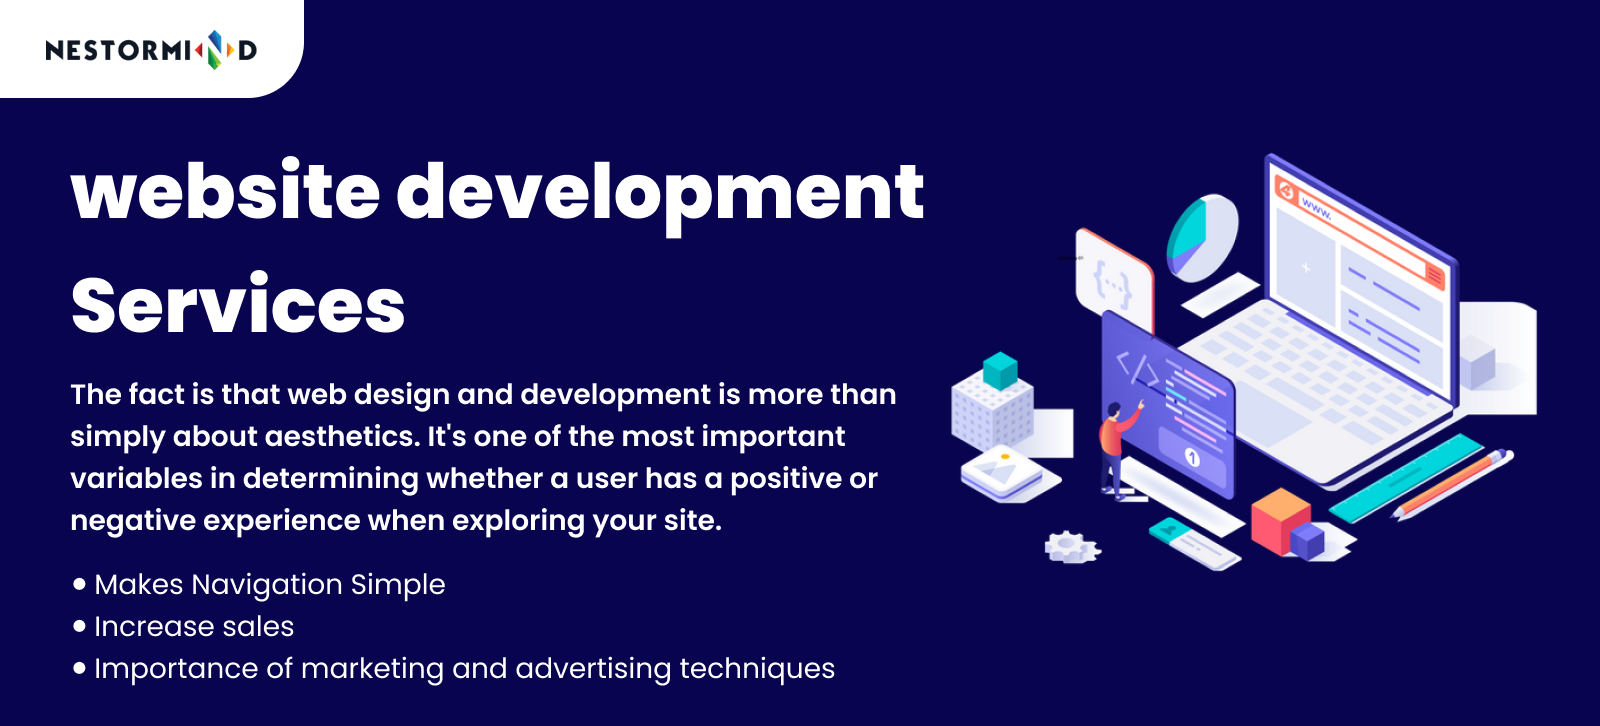 NESTORMIND
website development
Services
The fact is that web design and development is more than
simply about aesthetics. It's one of the most important
variables in determining whether a user has a positive or
negative experience when exploring your site.
• Makes Navigation Simple
• Increase sales
• Importance of marketing and advertising techniques
www.
{...}
</>
1